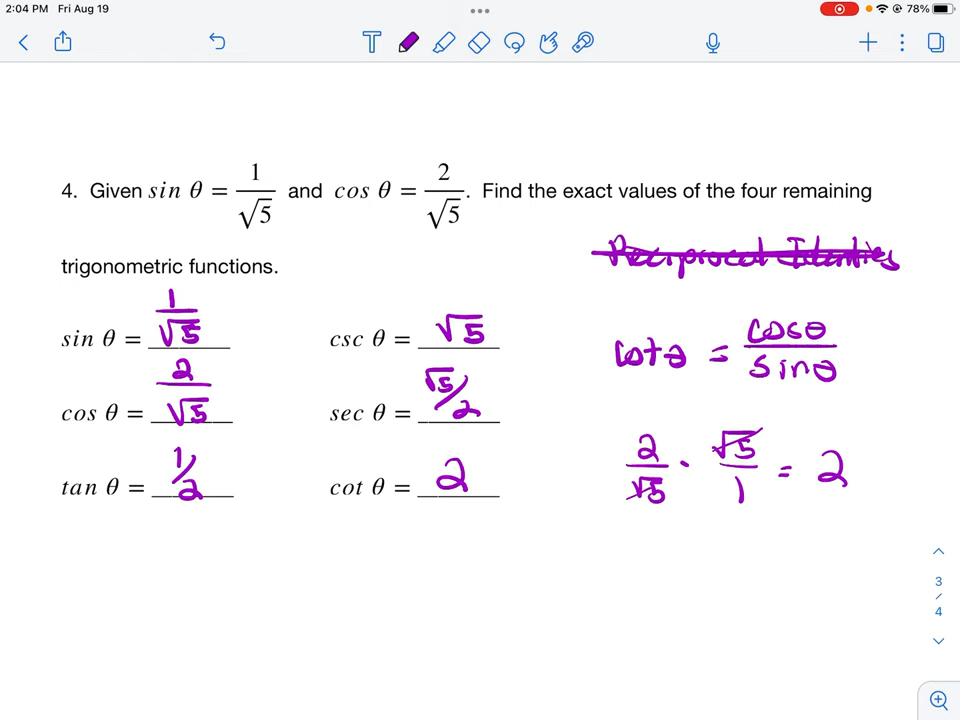 2:04 PM Fri Aug 19
78%
4. Given sin θ = 1/√5 and cos θ = 2/√5. Find the exact values of the four remaining
trigonometric functions.
Reciprocal Identities
sin θ = 1/√5
csc θ = √5
cot θ = cos θ/sin θ
cos θ = 2/√5
sec θ = √5/2
tan θ = 1/2
cot θ = 2
2/√5 · √5/1 = 2
3
/
4